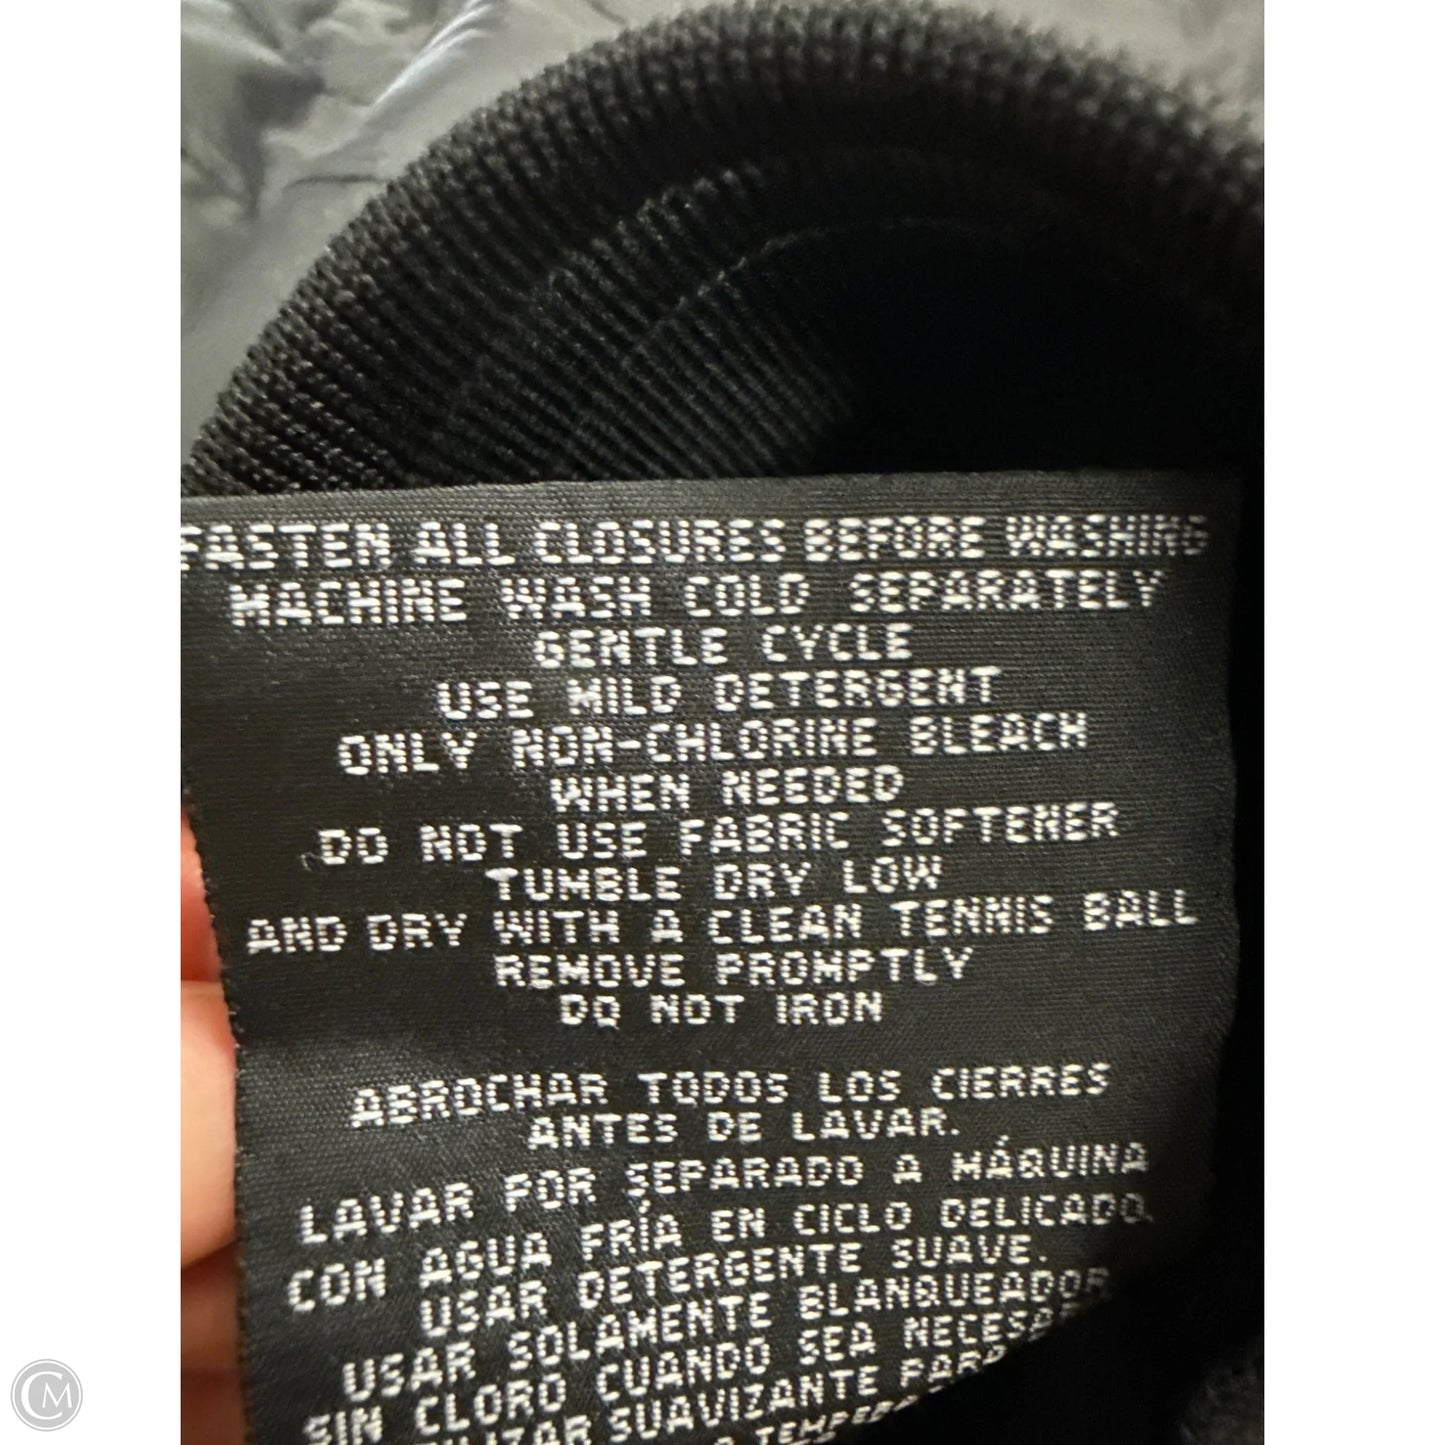 FASTEN ALL CLOSURES BEFORE WASHING
MACHINE WASH COLD SEPARATELY
GENTLE CYCLE
USE MILD DETERGENT
ONLY NON-CHLORINE BLEACH
WHEN NEEDED
DO NOT USE FABRIC SOFTENER
TUMBLE DRY LOW
AND DRY WITH A CLEAN TENNIS BALL
REMOVE PROMPTLY
DO NOT IRON
ABROCHAR TODOS LOS CIERRES
ANTES DE LAVAR.
LAVAR POR SEPARADO A MÁQUINA
CON AGUA FRÍA EN CICLO DELICADO.
USAR DETERGENTE SUAVE.
USAR SOLAMENTE BLANQUEADOR
SIN CLORO CUANDO SEA
SUAVIZANTE PARA
CM